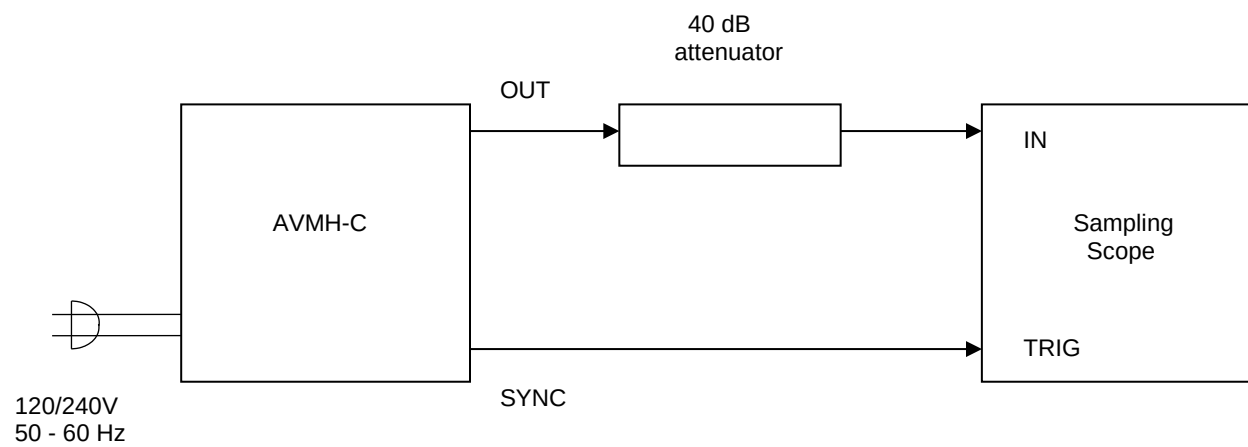 40 dB
attenuator
OUT
IN
AVMH-C
Sampling
Scope
TRIG
SYNC
120/240V
50 - 60 Hz